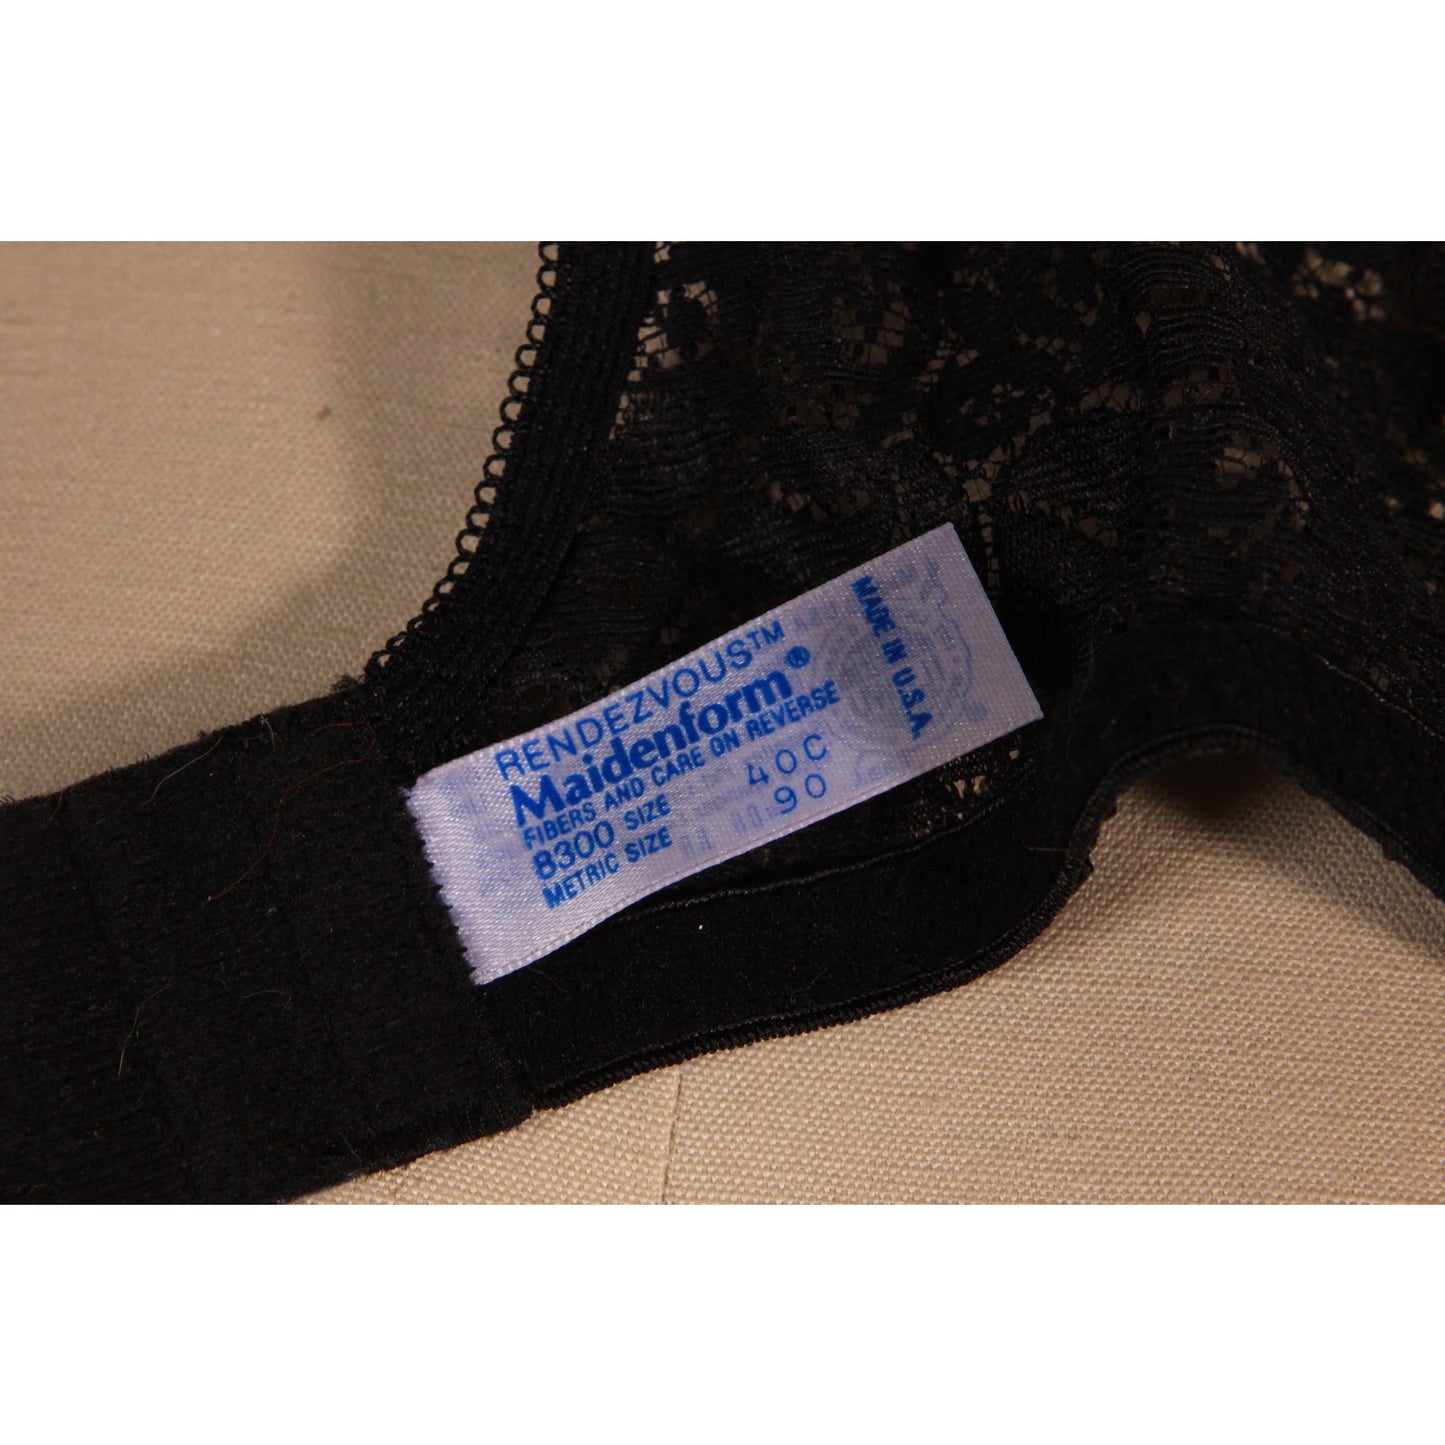 RENDEZVOUS™
Maidenform®
FIBERS AND CARE ON REVERSE
8300 SIZE 40C
METRIC SIZE 90
MADE IN U.S.A.